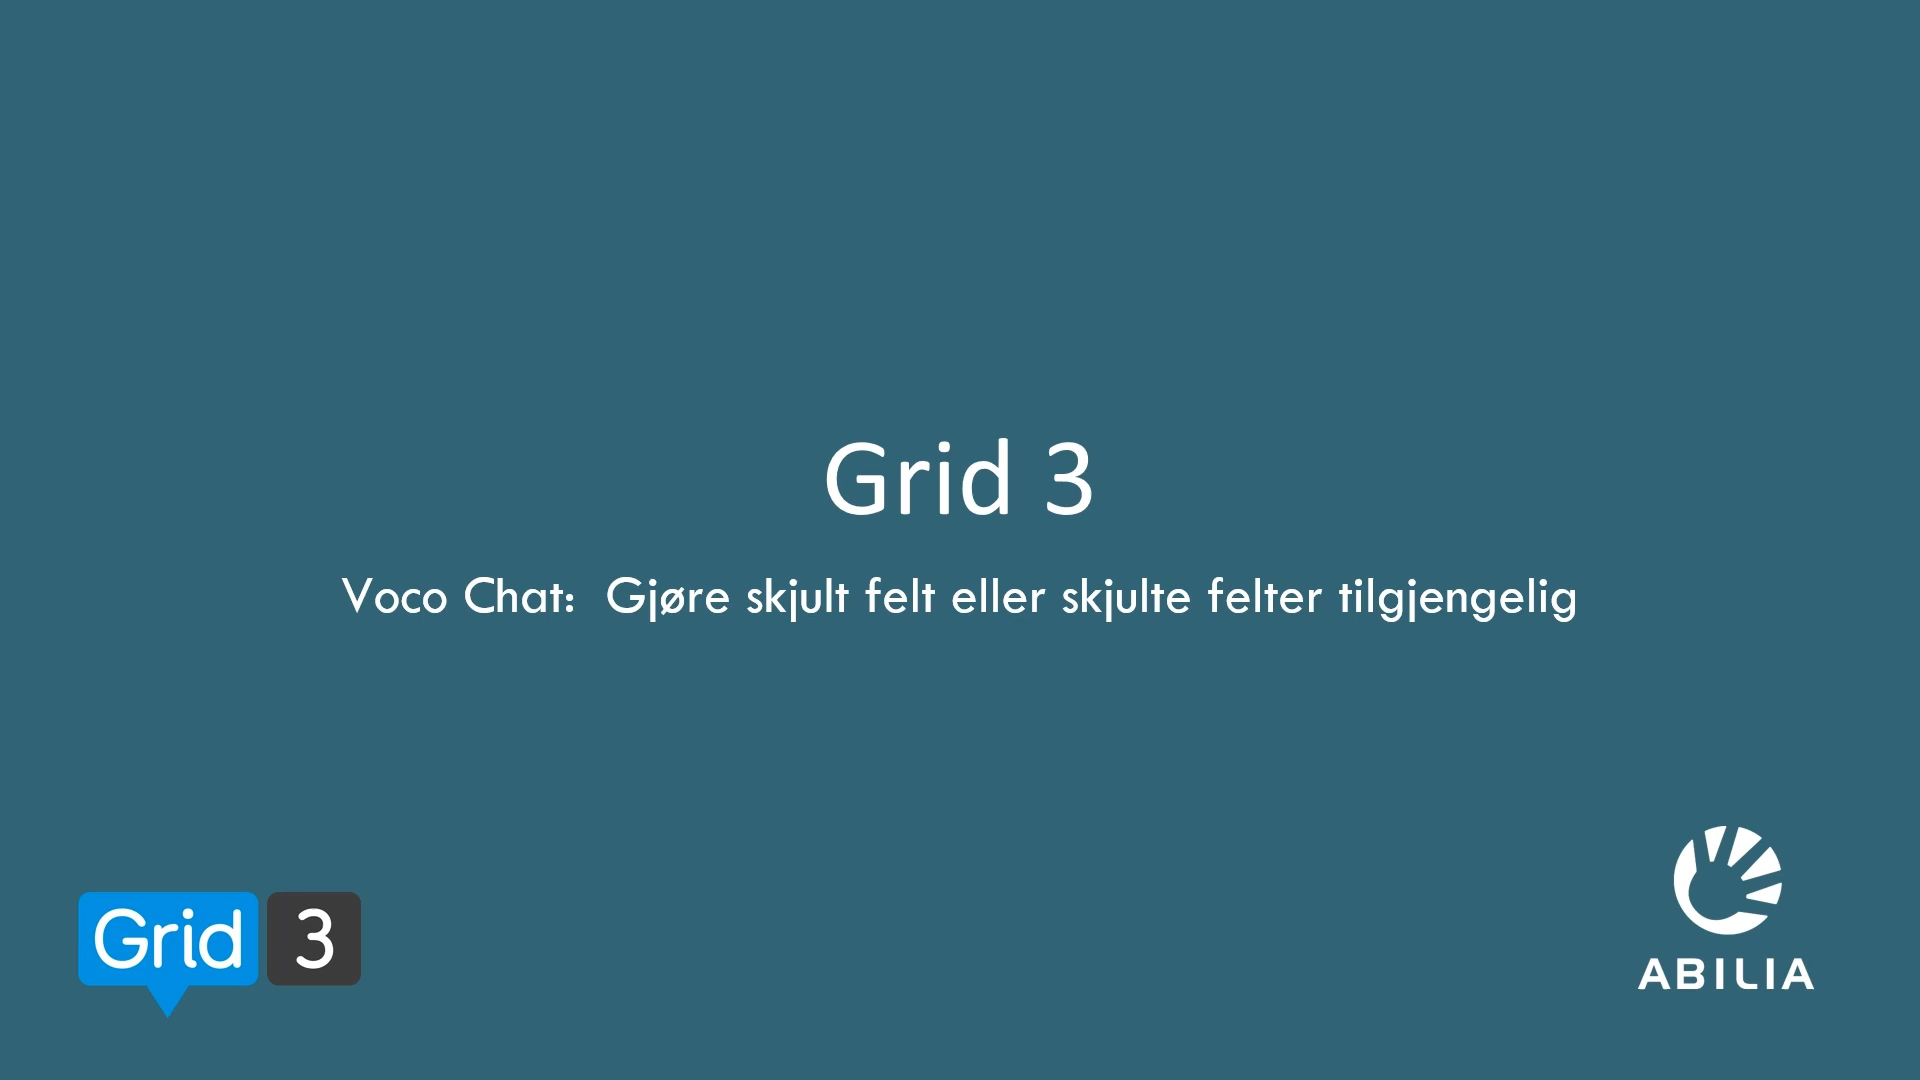 Grid 3
Voco Chat:  Gjøre skjult felt eller skjulte felter tilgjengelig
Grid 3
ABILIA